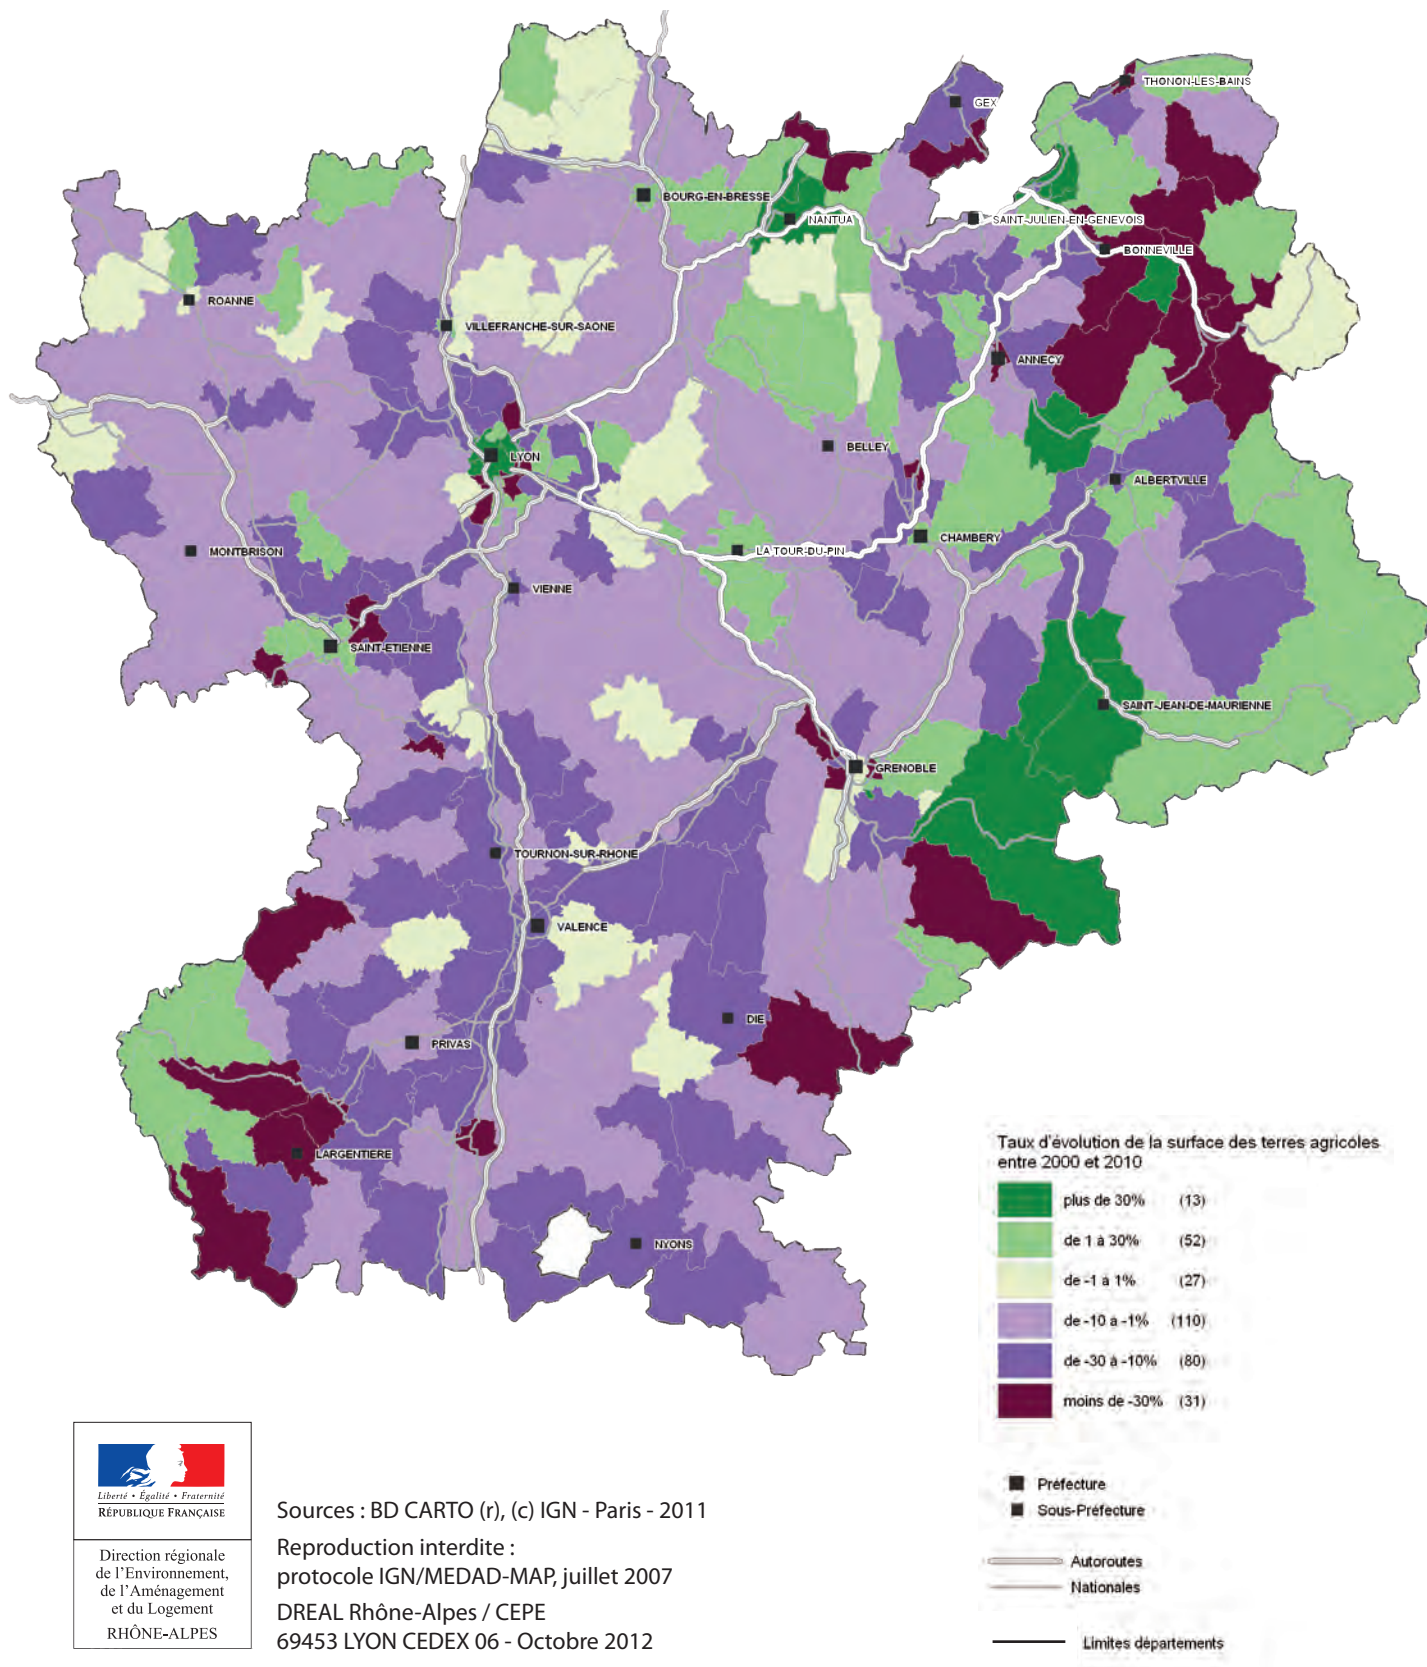 THONON-LES-BAINS
GEX
BOURG-EN-BRESSE
NANTUA
SAINT-JULIEN-EN-GENEVOIS
BONNEVILLE
ROANNE
VILLEFRANCHE-SUR-SAONE
ANNECY
LYON
BELLEY
ALBERTVILLE
MONTBRISON
LA TOUR-DU-PIN
CHAMBERY
VIENNE
SAINT-ETIENNE
SAINT-JEAN-DE-MAURIENNE
GRENOBLE
TOURNON-SUR-RHONE
VALENCE
DIE
PRIVAS
LARGENTIERE
NYONS
Taux d'évolution de la surface des terres agricoles
entre 2000 et 2010
plus de 30% (13)
de 1 à 30% (52)
de -1 à 1% (27)
de -10 à -1% (110)
de -30 à -10% (80)
moins de -30% (31)
Préfecture
Sous-Préfecture
Autoroutes
Nationales
Limites départements
Liberté • Égalité • Fraternité
RÉPUBLIQUE FRANÇAISE
Direction régionale
de l'Environnement,
de l'Aménagement
et du Logement
RHÔNE-ALPES
Sources : BD CARTO (r), (c) IGN - Paris - 2011
Reproduction interdite :
protocole IGN/MEDAD-MAP, juillet 2007
DREAL Rhône-Alpes / CEPE
69453 LYON CEDEX 06 - Octobre 2012